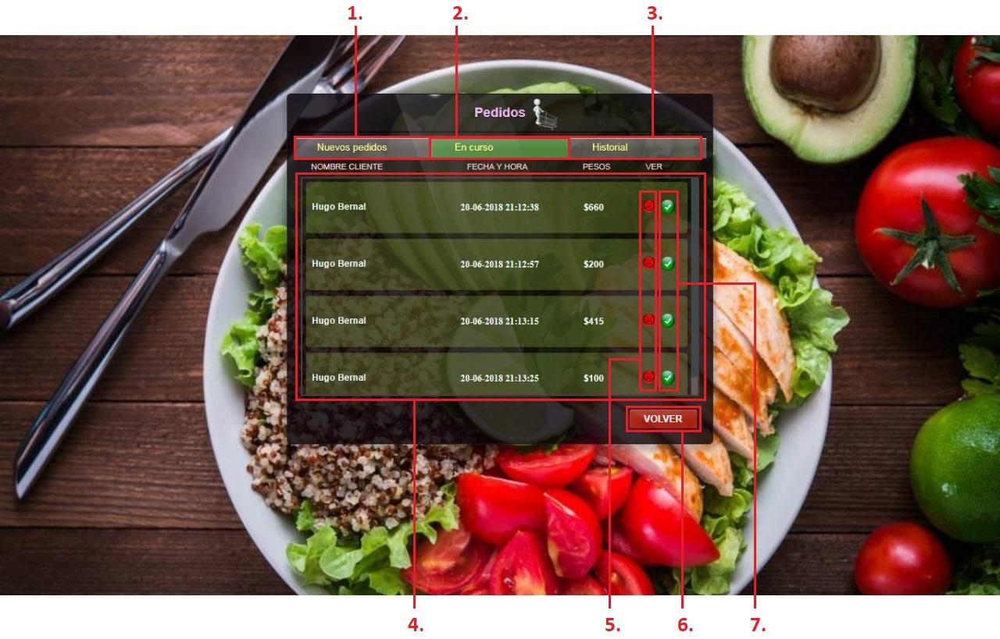 1. 2. 3.
Pedidos
Nuevos pedidos En curso Historial
NOMBRE CLIENTE FECHA Y HORA PESOS VER
Hugo Bernal 20-06-2018 21:12:38 $660
Hugo Bernal 20-06-2018 21:12:57 $200
Hugo Bernal 20-06-2018 21:13:15 $415
Hugo Bernal 20-06-2018 21:13:25 $100
VOLVER
4. 5. 6. 7.